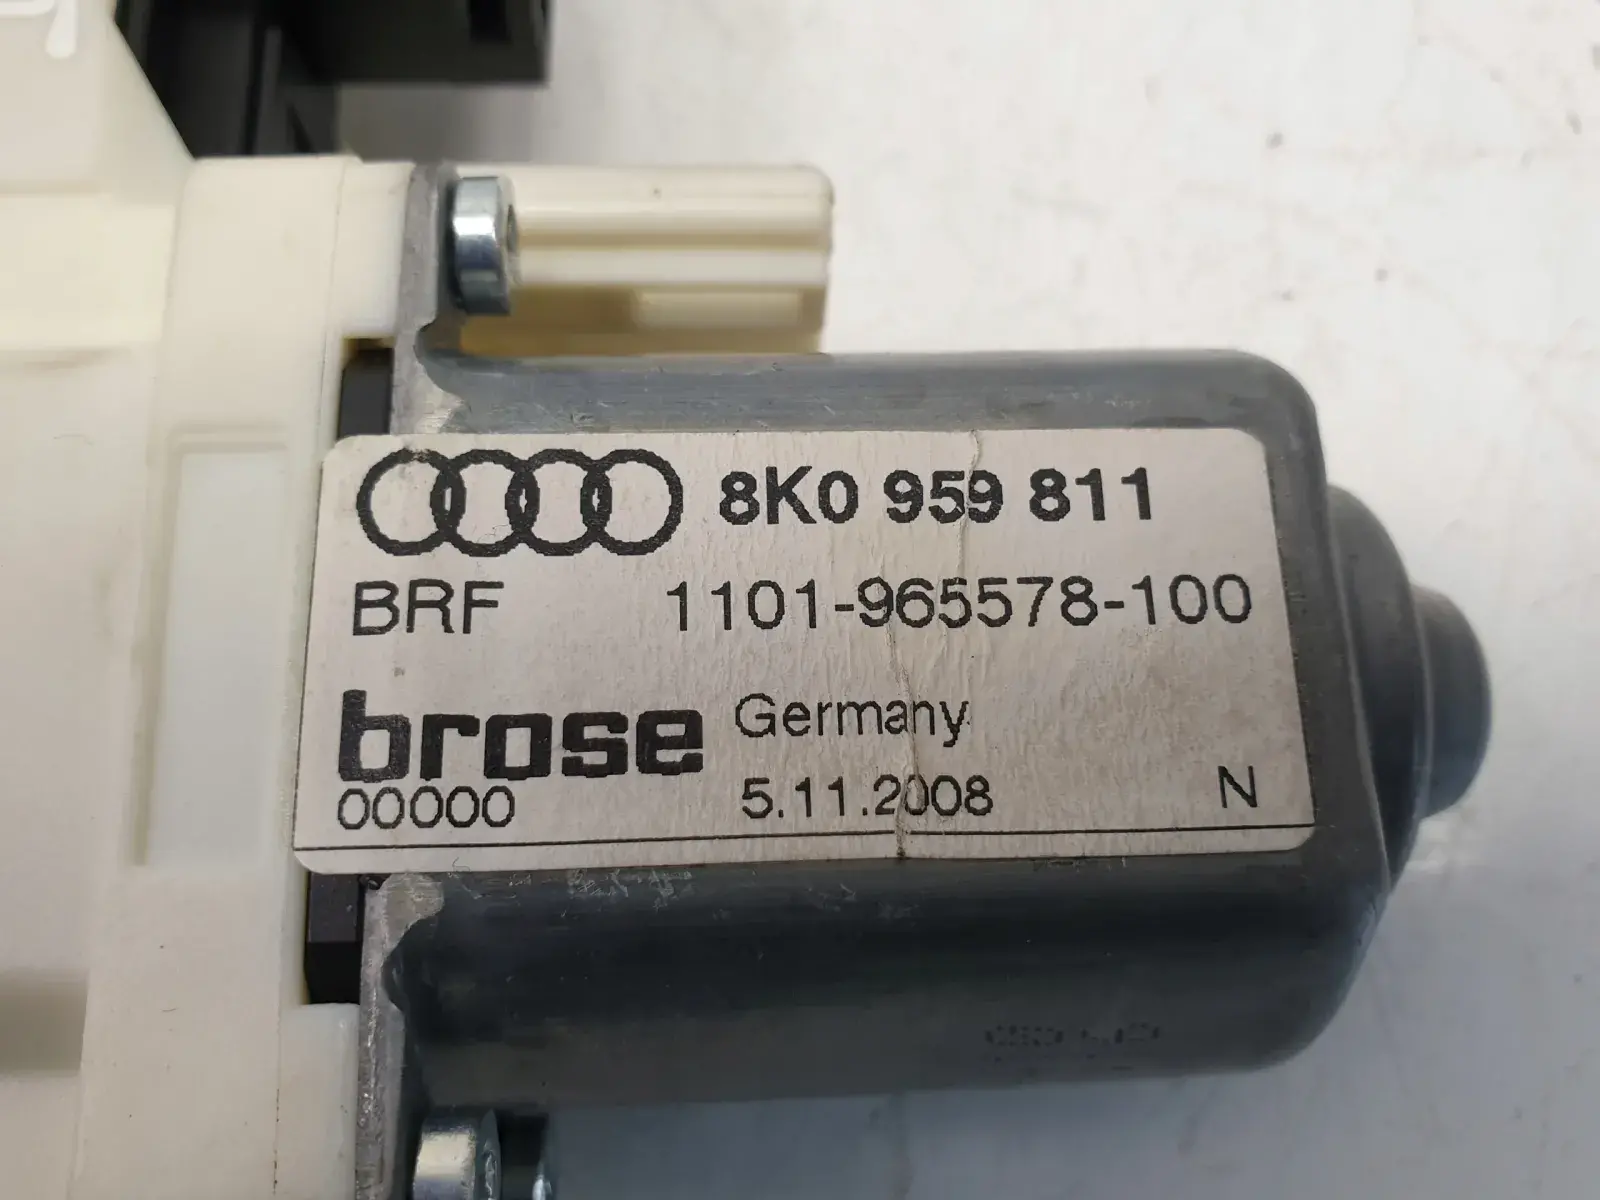 8K0 959 811
BRF 1101-965578-100
brose Germany
00000 5.11.2008 N